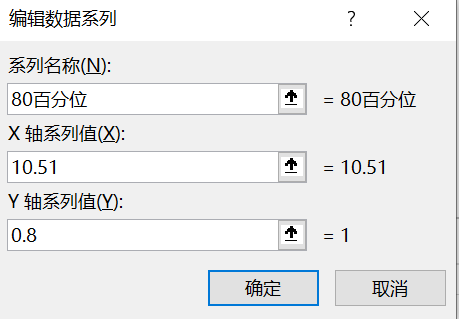 编辑数据系列 ?
系列名称(N):
80百分位 = 80百分位
X 轴系列值(X):
10.51 = 10.51
Y 轴系列值(Y):
0.8 = 1
确定 取消